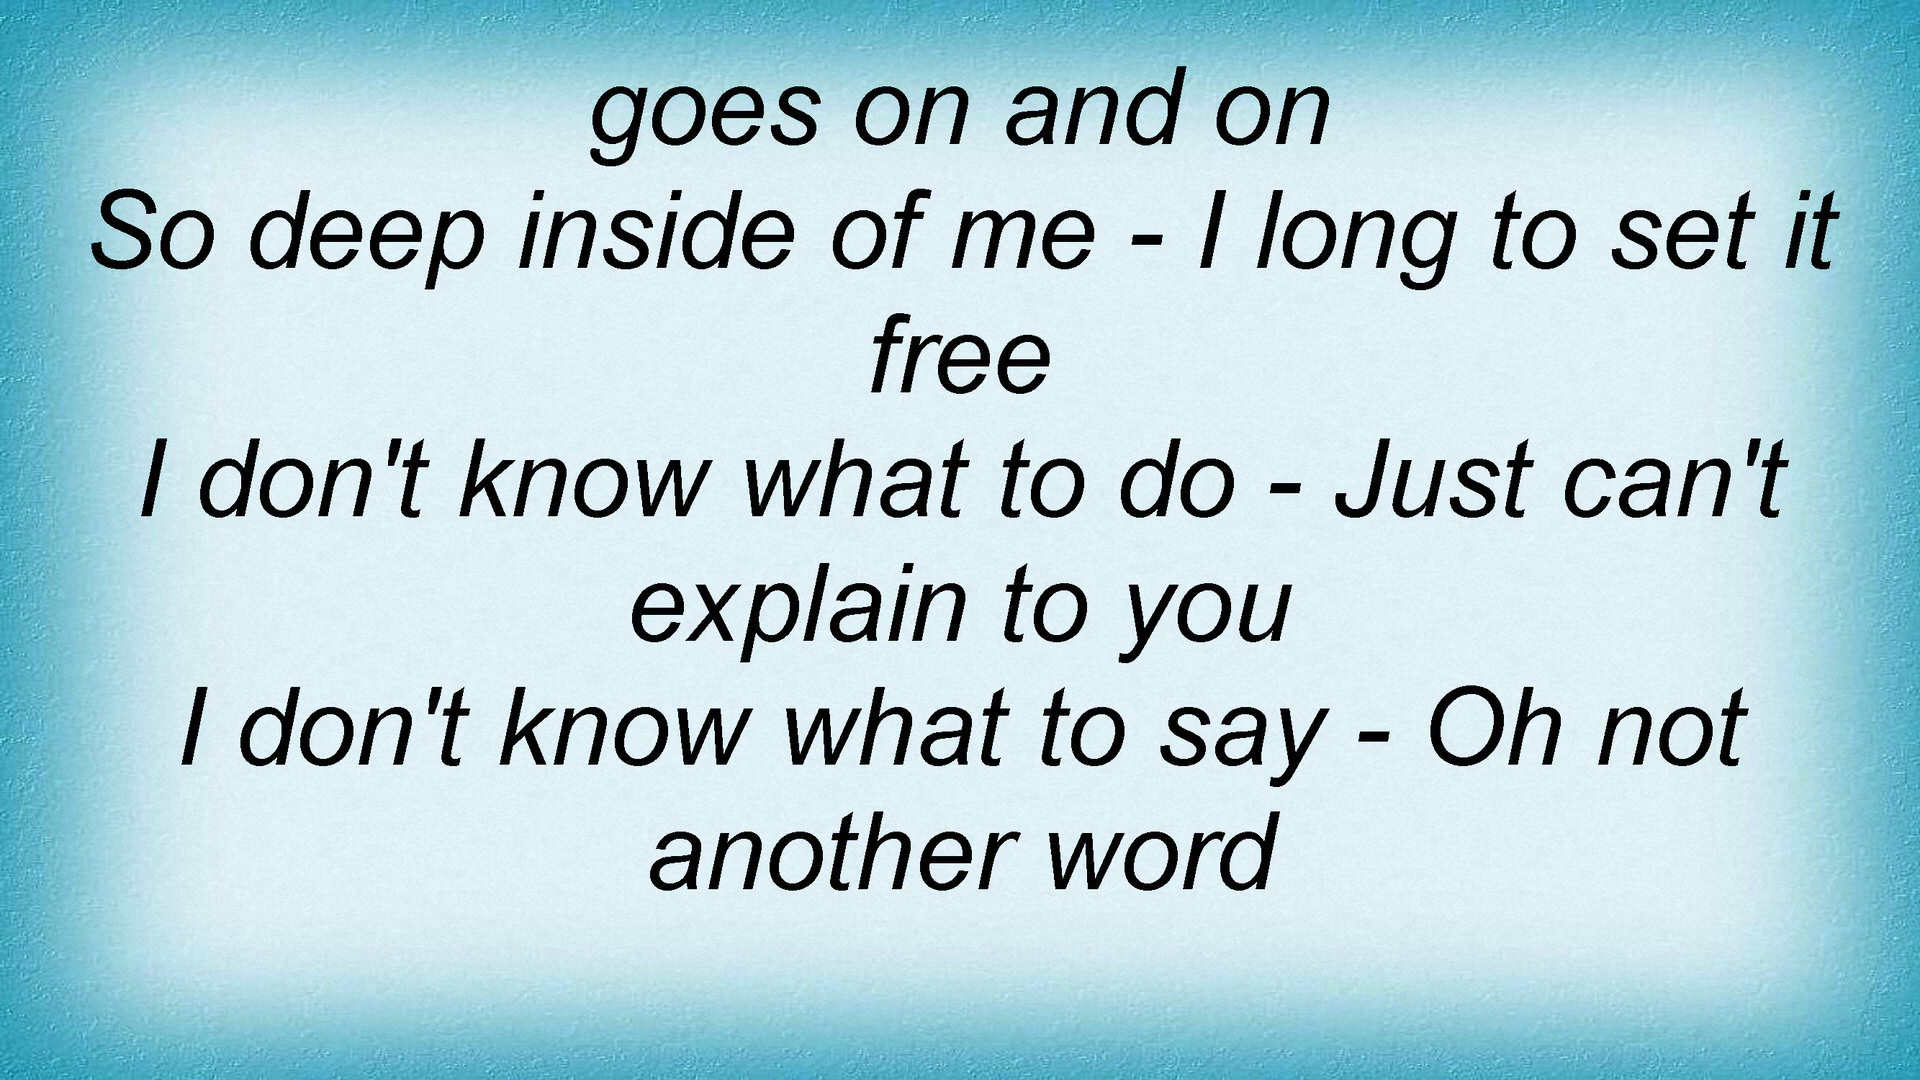 goes on and on
So deep inside of me - I long to set it
free
I don't know what to do - Just can't
explain to you
I don't know what to say - Oh not
another word